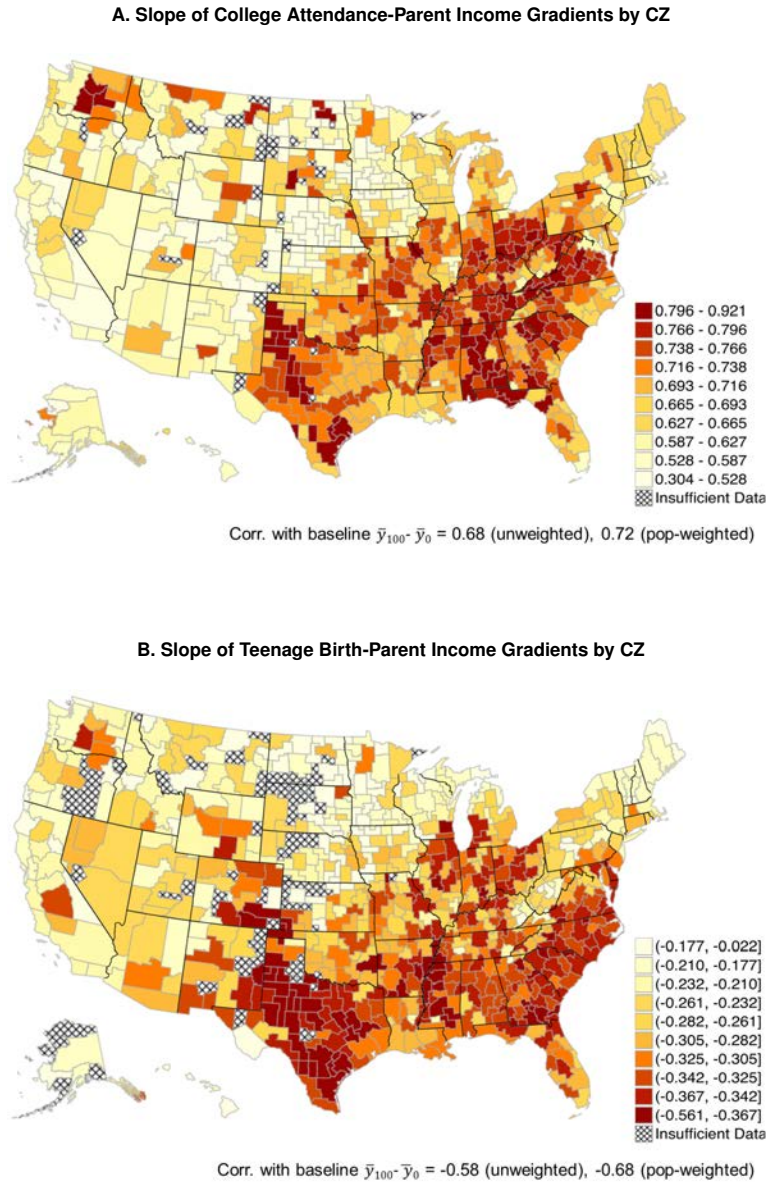 A. Slope of College Attendance-Parent Income Gradients by CZ
0.796 - 0.921
0.766 - 0.796
0.738 - 0.766
0.716 - 0.738
0.693 - 0.716
0.665 - 0.693
0.627 - 0.665
0.587 - 0.627
0.528 - 0.587
0.304 - 0.528
Insufficient Data
Corr. with baseline ȳ₁₀₀- ȳ₀ = 0.68 (unweighted), 0.72 (pop-weighted)
B. Slope of Teenage Birth-Parent Income Gradients by CZ
(-0.177, -0.022]
(-0.210, -0.177]
(-0.232, -0.210]
(-0.261, -0.232]
(-0.282, -0.261]
(-0.305, -0.282]
(-0.325, -0.305]
(-0.342, -0.325]
(-0.367, -0.342]
(-0.561, -0.367]
Insufficient Data
Corr. with baseline ȳ₁₀₀- ȳ₀ = -0.58 (unweighted), -0.68 (pop-weighted)